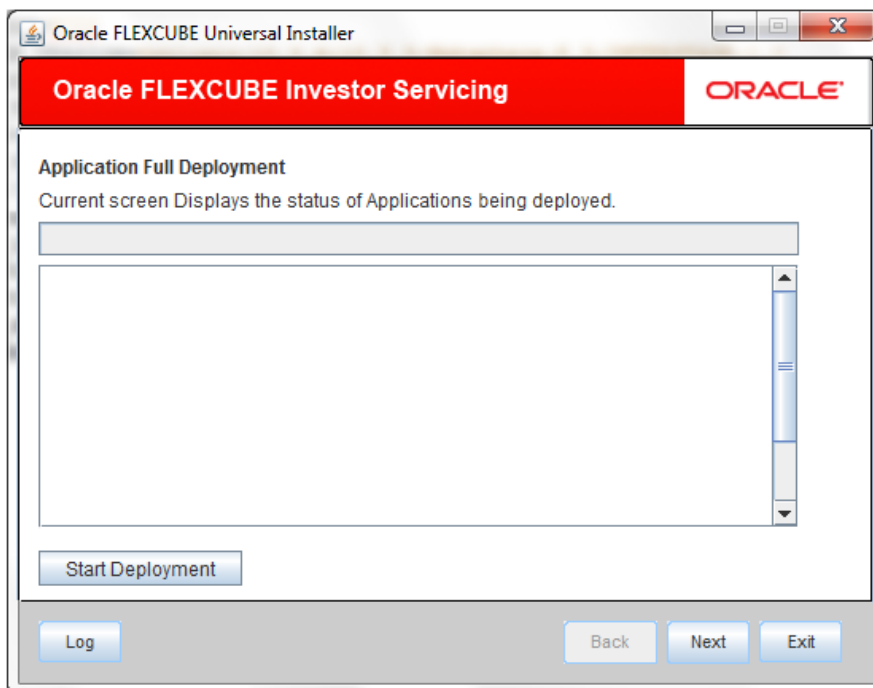 Oracle FLEXCUBE Universal Installer
Oracle FLEXCUBE Investor Servicing
ORACLE
Application Full Deployment
Current screen Displays the status of Applications being deployed.
Start Deployment
Log
Back
Next
Exit